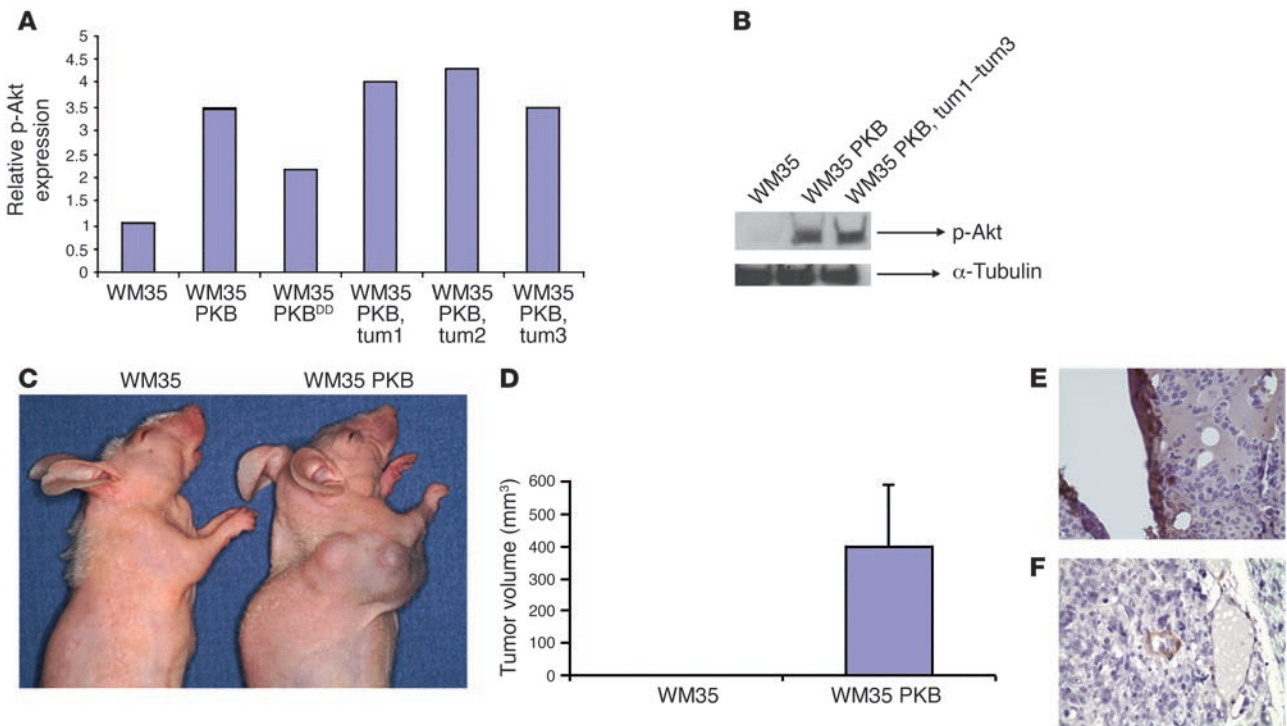 A
Relative p-Akt
expression
5
4.5
4
3.5
3
2.5
2
1.5
1
0.5
0
WM35
WM35
PKB
WM35
PKBᴰᴰ
WM35
PKB,
tum1
WM35
PKB,
tum2
WM35
PKB,
tum3
B
WM35
WM35 PKB
WM35 PKB, tum1–tum3
p-Akt
α-Tubulin
C
WM35
WM35 PKB
D
Tumor volume (mm³)
600
500
400
300
200
100
0
WM35
WM35 PKB
E
F